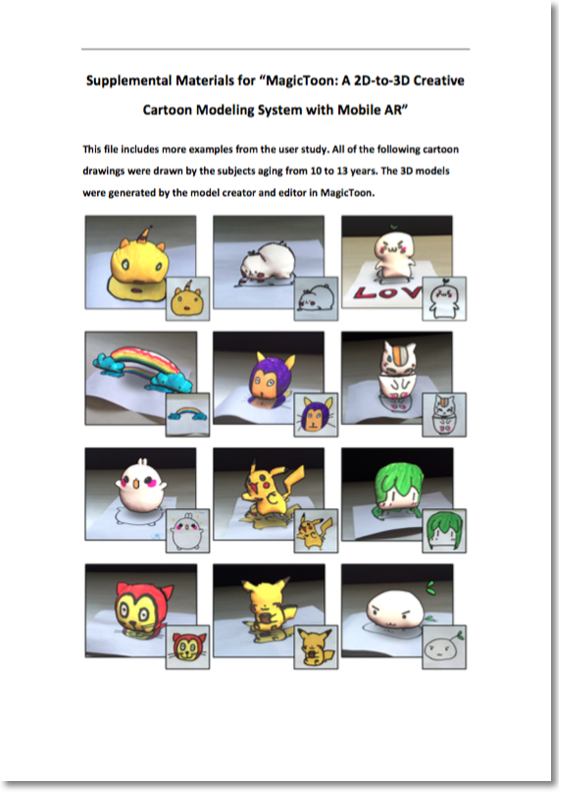 Supplemental Materials for “MagicToon: A 2D-to-3D Creative
Cartoon Modeling System with Mobile AR”
This file includes more examples from the user study. All of the following cartoon
drawings were drawn by the subjects aging from 10 to 13 years. The 3D models
were generated by the model creator and editor in MagicToon.
LOV